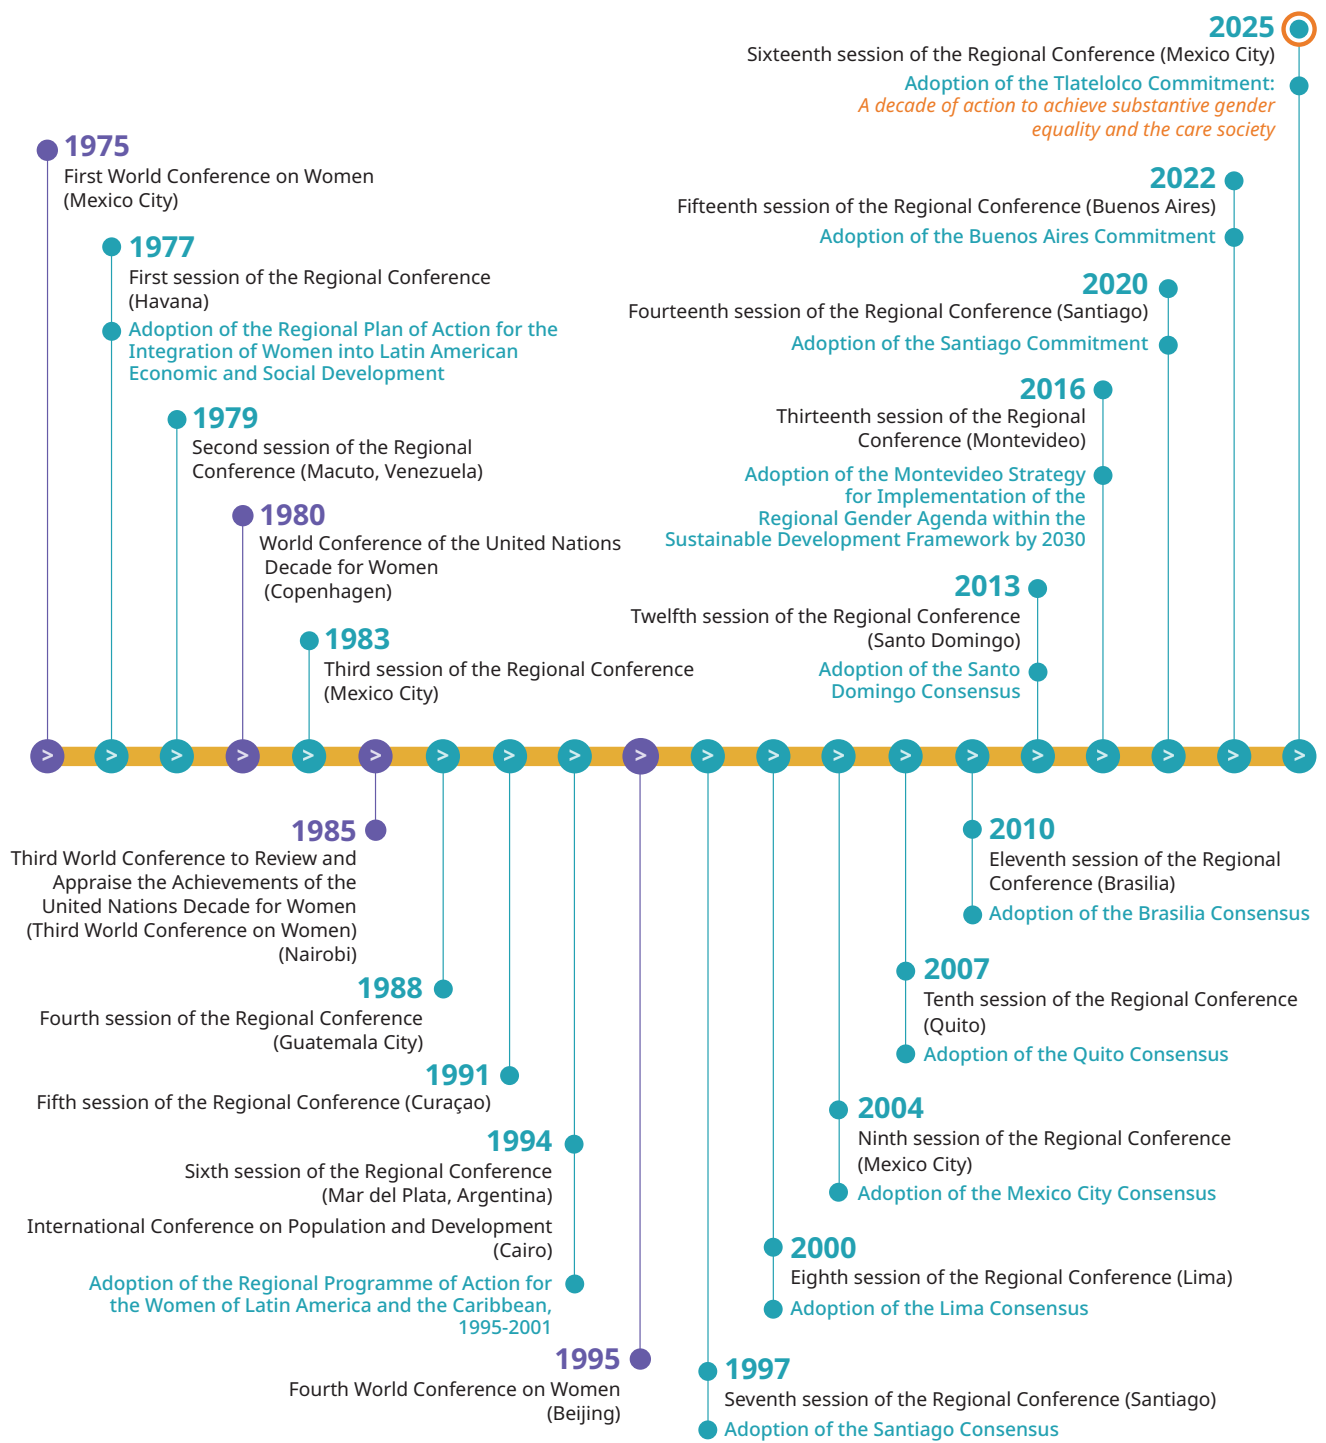 1975
First World Conference on Women
(Mexico City)
1977
First session of the Regional Conference
(Havana)
Adoption of the Regional Plan of Action for the
Integration of Women into Latin American
Economic and Social Development
1979
Second session of the Regional
Conference (Macuto, Venezuela)
1980
World Conference of the United Nations
Decade for Women
(Copenhagen)
1983
Third session of the Regional Conference
(Mexico City)
1985
Third World Conference to Review and
Appraise the Achievements of the
United Nations Decade for Women
(Third World Conference on Women)
(Nairobi)
1988
Fourth session of the Regional Conference
(Guatemala City)
1991
Fifth session of the Regional Conference (Curaçao)
1994
Sixth session of the Regional Conference
(Mar del Plata, Argentina)
International Conference on Population and Development
(Cairo)
Adoption of the Regional Programme of Action for
the Women of Latin America and the Caribbean,
1995-2001
1995
Fourth World Conference on Women
(Beijing)
1997
Seventh session of the Regional Conference (Santiago)
Adoption of the Santiago Consensus
2000
Eighth session of the Regional Conference (Lima)
Adoption of the Lima Consensus
2004
Ninth session of the Regional Conference
(Mexico City)
Adoption of the Mexico City Consensus
2007
Tenth session of the Regional Conference
(Quito)
Adoption of the Quito Consensus
2010
Eleventh session of the Regional
Conference (Brasilia)
Adoption of the Brasilia Consensus
2013
Twelfth session of the Regional Conference
(Santo Domingo)
Adoption of the Santo
Domingo Consensus
2016
Thirteenth session of the Regional
Conference (Montevideo)
Adoption of the Montevideo Strategy
for Implementation of the
Regional Gender Agenda within the
Sustainable Development Framework by 2030
2020
Fourteenth session of the Regional Conference (Santiago)
Adoption of the Santiago Commitment
2022
Fifteenth session of the Regional Conference (Buenos Aires)
Adoption of the Buenos Aires Commitment
2025
Sixteenth session of the Regional Conference (Mexico City)
Adoption of the Tlatelolco Commitment:
A decade of action to achieve substantive gender
equality and the care society